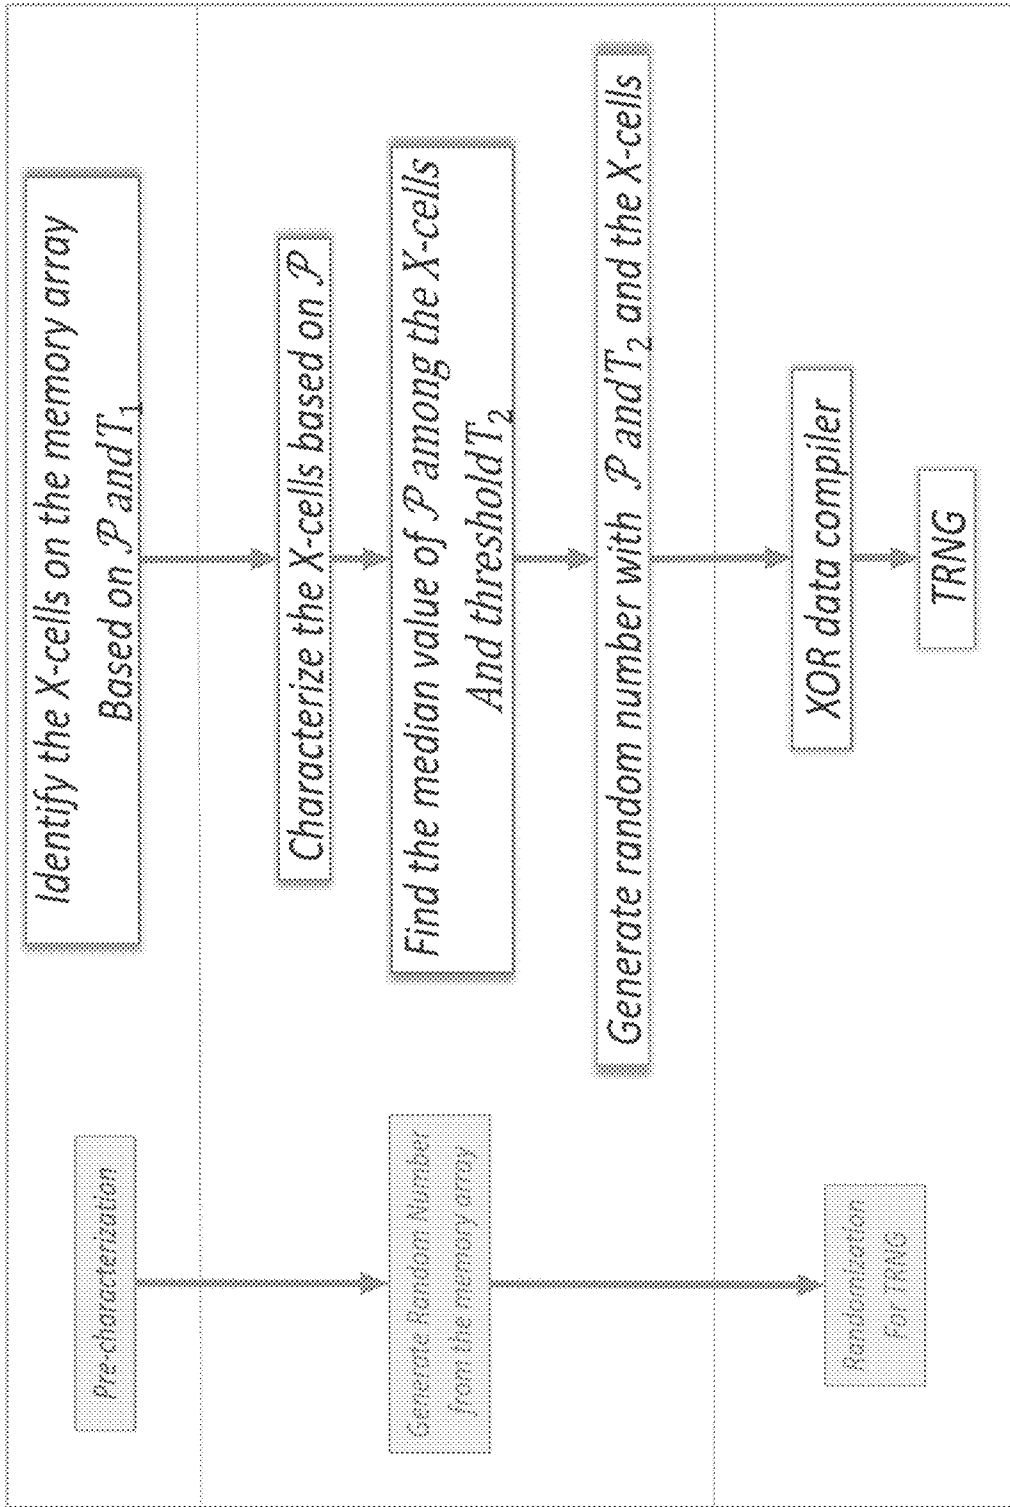 Pre-characterization
Identify the X-cells on the memory array
Based on 𝒫 and T₁
Generate Random Number
from the memory array
Characterize the X-cells based on 𝒫
Find the median value of 𝒫 among the X-cells
And threshold T₂
Generate random number with 𝒫 and T₂ and the X-cells
Randomization
For TRNG
XOR data compiler
TRNG